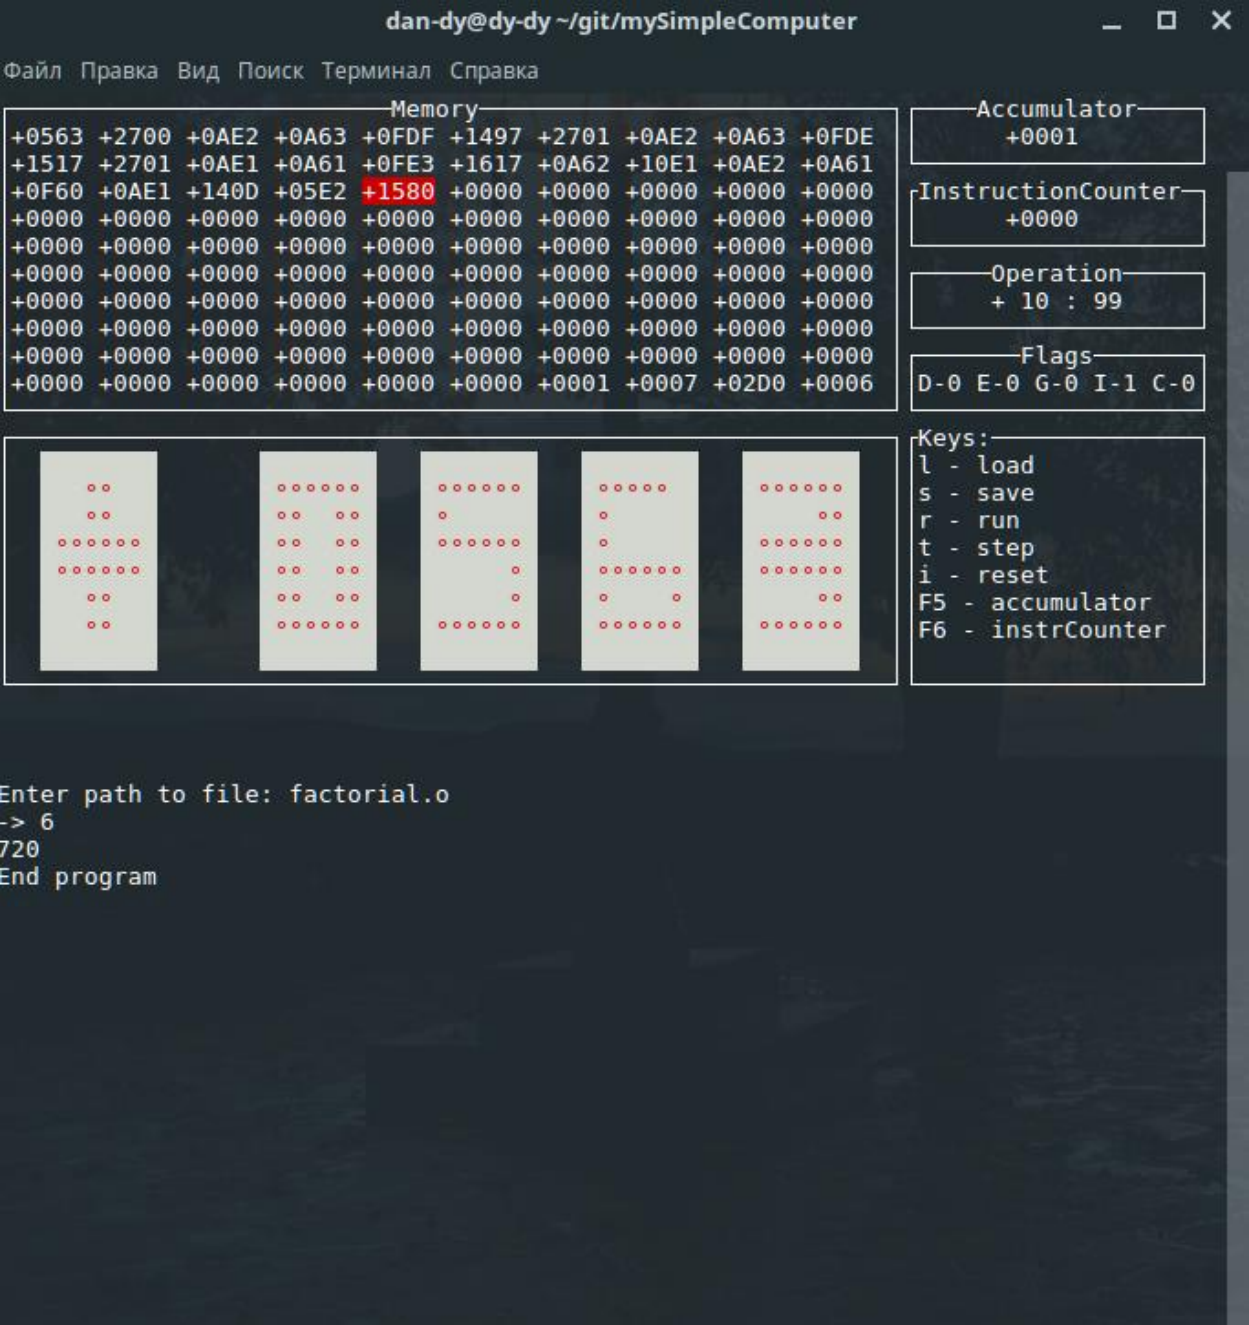 dan-dy@dy-dy ~/git/mySimpleComputer
Файл Правка Вид Поиск Терминал Справка
Memory
+0563 +2700 +0AE2 +0A63 +0FDF +1497 +2701 +0AE2 +0A63 +0FDE
+1517 +2701 +0AE1 +0A61 +0FE3 +1617 +0A62 +10E1 +0AE2 +0A61
+0F60 +0AE1 +140D +05E2 +1580 +0000 +0000 +0000 +0000 +0000
+0000 +0000 +0000 +0000 +0000 +0000 +0000 +0000 +0000 +0000
+0000 +0000 +0000 +0000 +0000 +0000 +0000 +0000 +0000 +0000
+0000 +0000 +0000 +0000 +0000 +0000 +0000 +0000 +0000 +0000
+0000 +0000 +0000 +0000 +0000 +0000 +0000 +0000 +0000 +0000
+0000 +0000 +0000 +0000 +0000 +0000 +0000 +0000 +0000 +0000
+0000 +0000 +0000 +0000 +0000 +0000 +0000 +0000 +0000 +0000
+0000 +0000 +0000 +0000 +0000 +0000 +0001 +0007 +02D0 +0006
Accumulator
+0001
InstructionCounter
+0000
Operation
+ 10 : 99
Flags
D-0 E-0 G-0 I-1 C-0
+0563
Keys:
l - load
s - save
r - run
t - step
i - reset
F5 - accumulator
F6 - instrCounter
Enter path to file: factorial.o
-> 6
720
End program